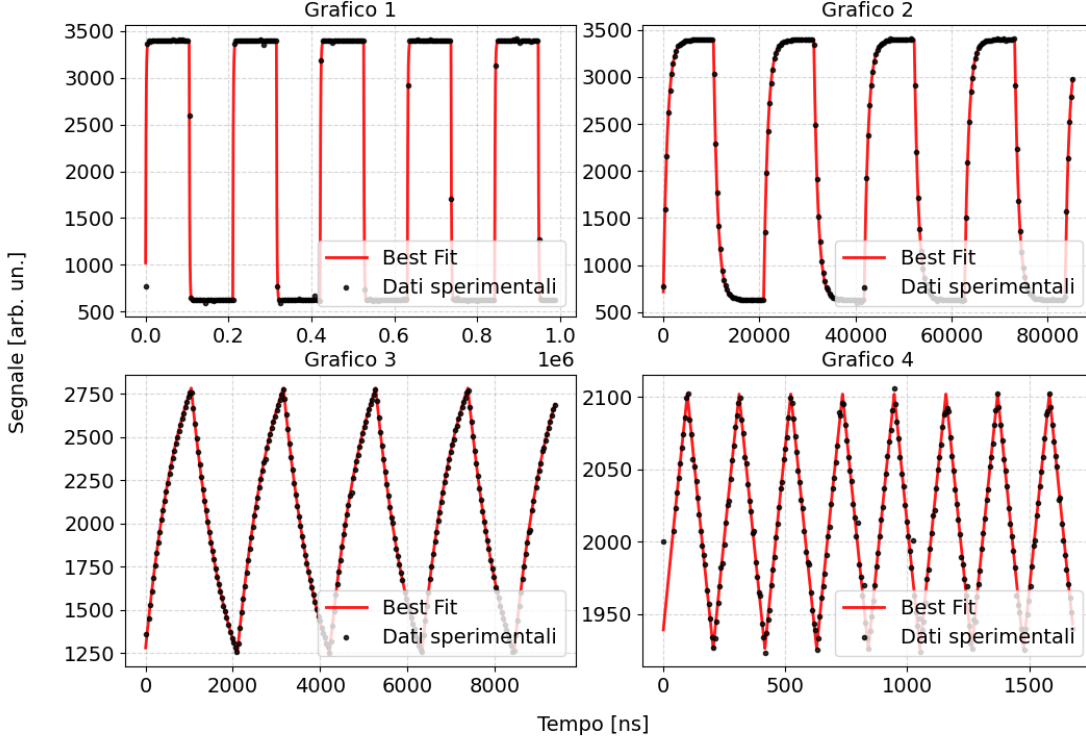 Grafico 1
3500
3000
2500
2000
1500
1000
500
0.0 0.2 0.4 0.6 0.8 1.0
1e6
Best Fit
Dati sperimentali
Grafico 2
3500
3000
2500
2000
1500
1000
500
0 20000 40000 60000 80000
Best Fit
Dati sperimentali
Grafico 3
2750
2500
2250
2000
1750
1500
1250
0 2000 4000 6000 8000
Best Fit
Dati sperimentali
Grafico 4
2100
2050
2000
1950
0 500 1000 1500
Best Fit
Dati sperimentali
Segnale [arb. un.]
Tempo [ns]